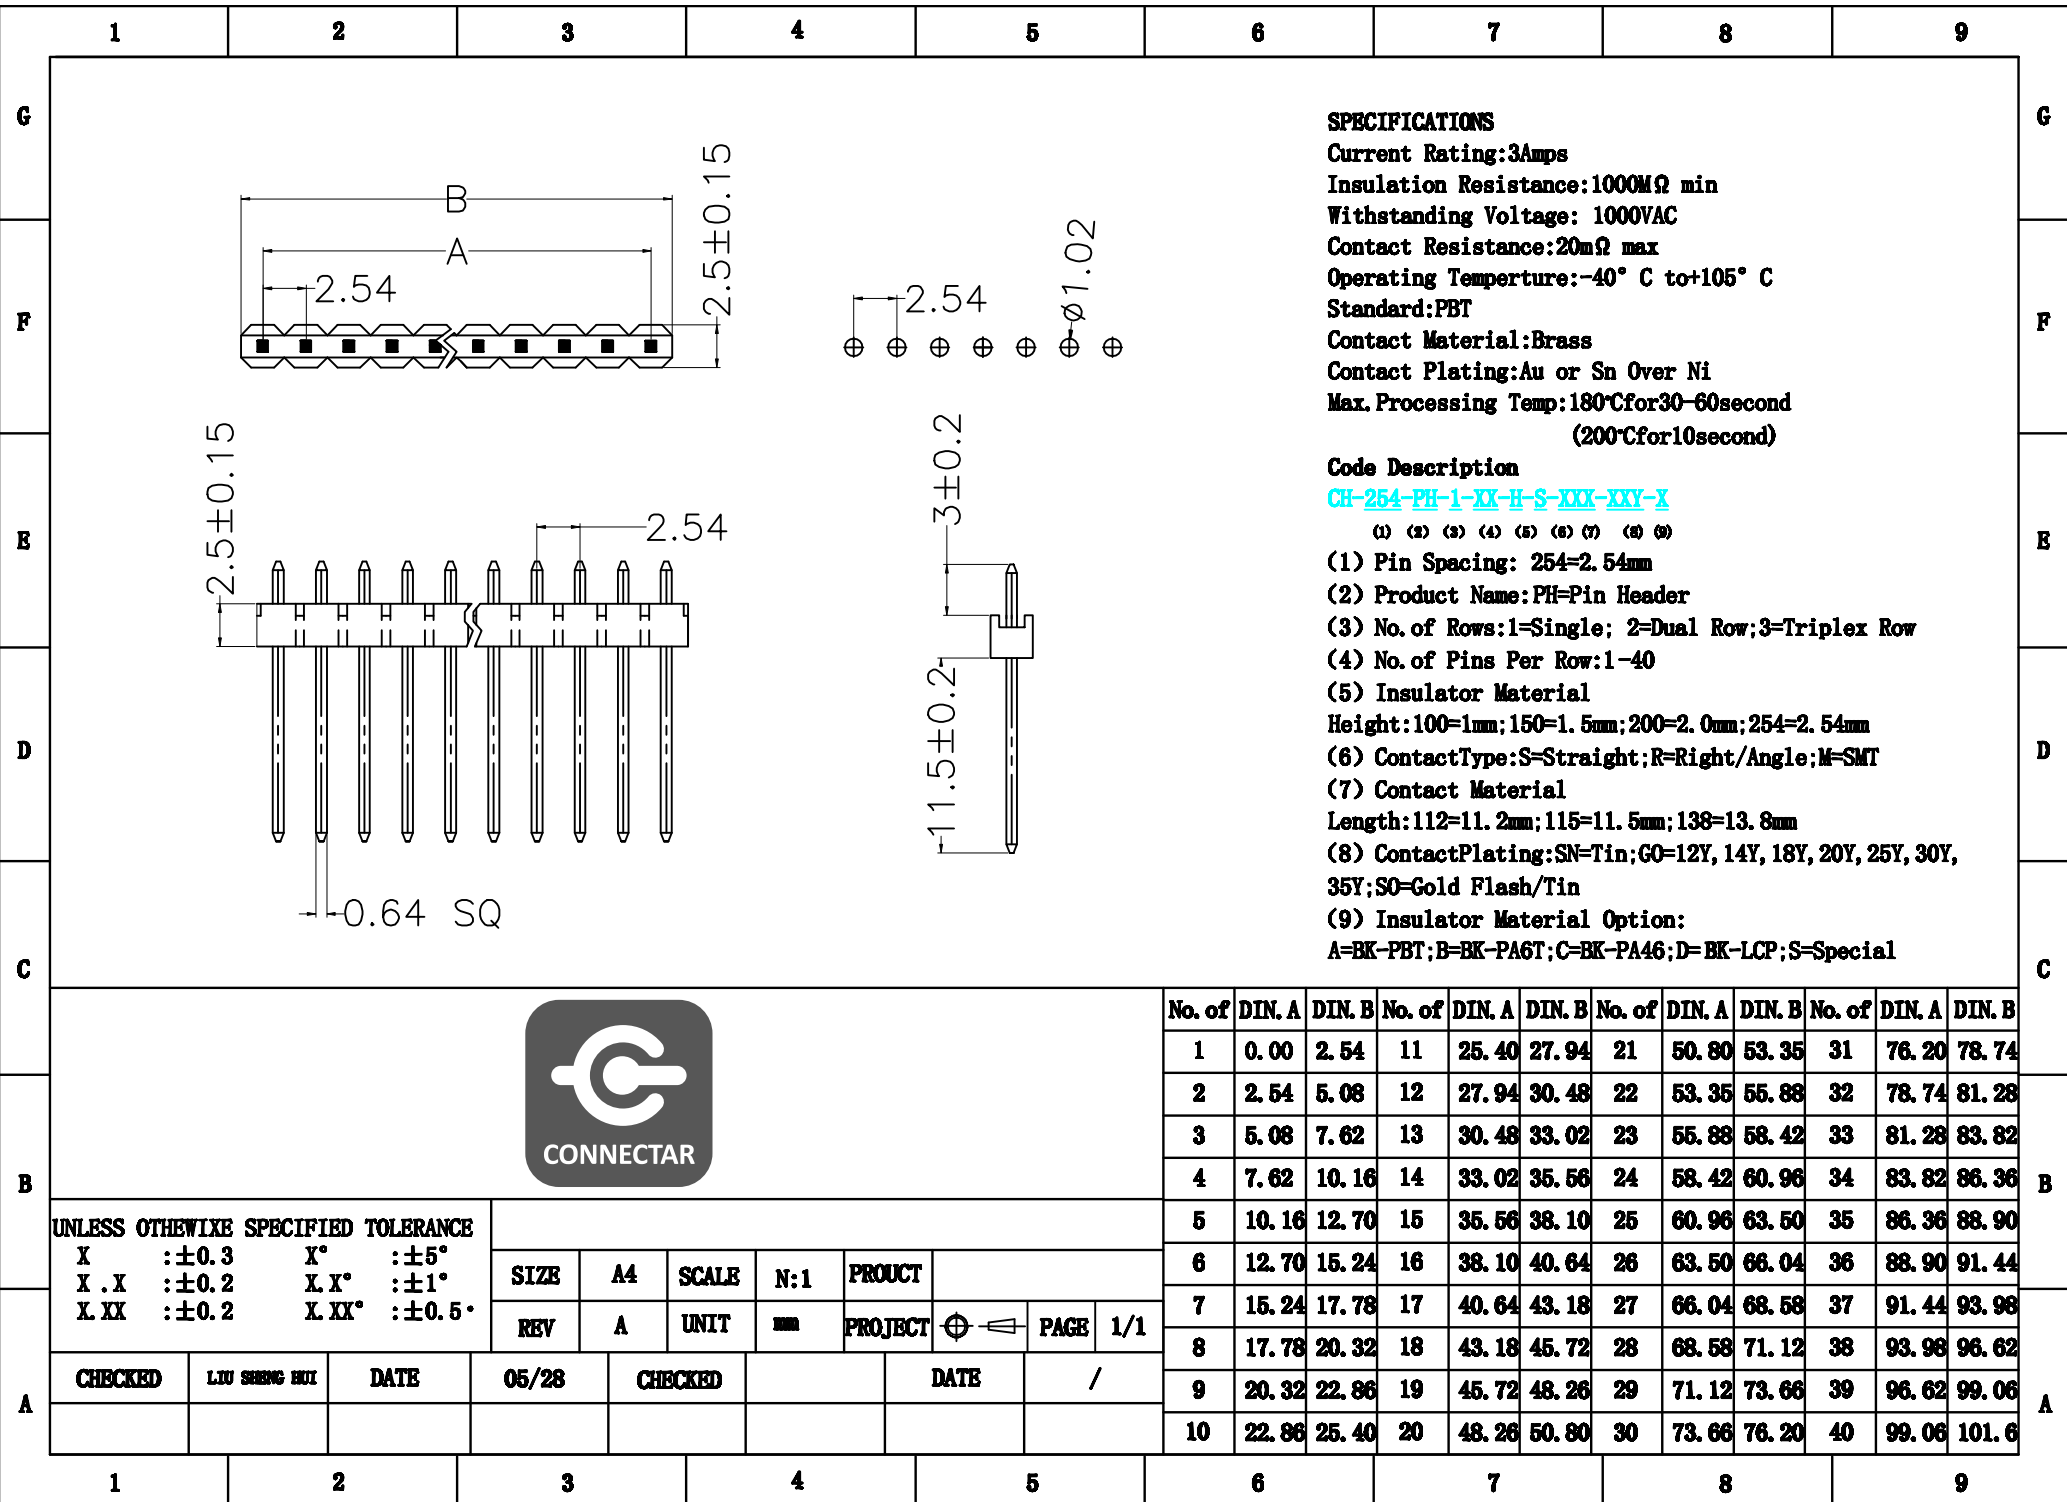 1 2 3 4 5 6 7 8 9
G G
F F
E E
D D
C C
B B
A A
B
A
2.54
2.5±0.15
2.54
ø1.02
2.5±0.15
2.54
0.64 SQ
3±0.2
11.5±0.2
SPECIFICATIONS
Current Rating:3Amps
Insulation Resistance:1000MΩ min
Withstanding Voltage: 1000VAC
Contact Resistance:20mΩ max
Operating Temperture:-40° C to+105° C
Standard:PBT
Contact Material:Brass
Contact Plating:Au or Sn Over Ni
Max.Processing Temp:180℃for30-60second
(200℃for10second)
Code Description
CH-254-PH-1-XX-H-S-XXX-XXY-X
(1) (2) (3) (4) (5) (6) (7) (8) (9)
(1) Pin Spacing: 254=2.54mm
(2) Product Name:PH=Pin Header
(3) No.of Rows:1=Single; 2=Dual Row;3=Triplex Row
(4) No.of Pins Per Row:1-40
(5) Insulator Material
Height:100=1mm;150=1.5mm;200=2.0mm;254=2.54mm
(6) ContactType:S=Straight;R=Right/Angle;M=SMT
(7) Contact Material
Length:112=11.2mm;115=11.5mm;138=13.8mm
(8) ContactPlating:SN=Tin;GO=12Y,14Y,18Y,20Y,25Y,30Y,
35Y;SO=Gold Flash/Tin
(9) Insulator Material Option:
A=BK-PBT;B=BK-PA6T;C=BK-PA46;D=BK-LCP;S=Special
CONNECTAR
No.of DIN.A DIN.B No.of DIN.A DIN.B No.of DIN.A DIN.B No.of DIN.A DIN.B
1 0.00 2.54 11 25.40 27.94 21 50.80 53.35 31 76.20 78.74
2 2.54 5.08 12 27.94 30.48 22 53.35 55.88 32 78.74 81.28
3 5.08 7.62 13 30.48 33.02 23 55.88 58.42 33 81.28 83.82
4 7.62 10.16 14 33.02 35.56 24 58.42 60.96 34 83.82 86.36
5 10.16 12.70 15 35.56 38.10 25 60.96 63.50 35 86.36 88.90
6 12.70 15.24 16 38.10 40.64 26 63.50 66.04 36 88.90 91.44
7 15.24 17.78 17 40.64 43.18 27 66.04 68.58 37 91.44 93.98
8 17.78 20.32 18 43.18 45.72 28 68.58 71.12 38 93.98 96.62
9 20.32 22.86 19 45.72 48.26 29 71.12 73.66 39 96.62 99.06
10 22.86 25.40 20 48.26 50.80 30 73.66 76.20 40 99.06 101.6
UNLESS OTHEWIXE SPECIFIED TOLERANCE
X :±0.3 X° :±5°
X .X :±0.2 X.X° :±1°
X.XX :±0.2 X.XX° :±0.5°
SIZE A4 SCALE N:1 PROUCT
REV A UNIT mm PROJECT PAGE 1/1
CHECKED LIU SHENG HUI DATE 05/28 CHECKED DATE /
1 2 3 4 5 6 7 8 9